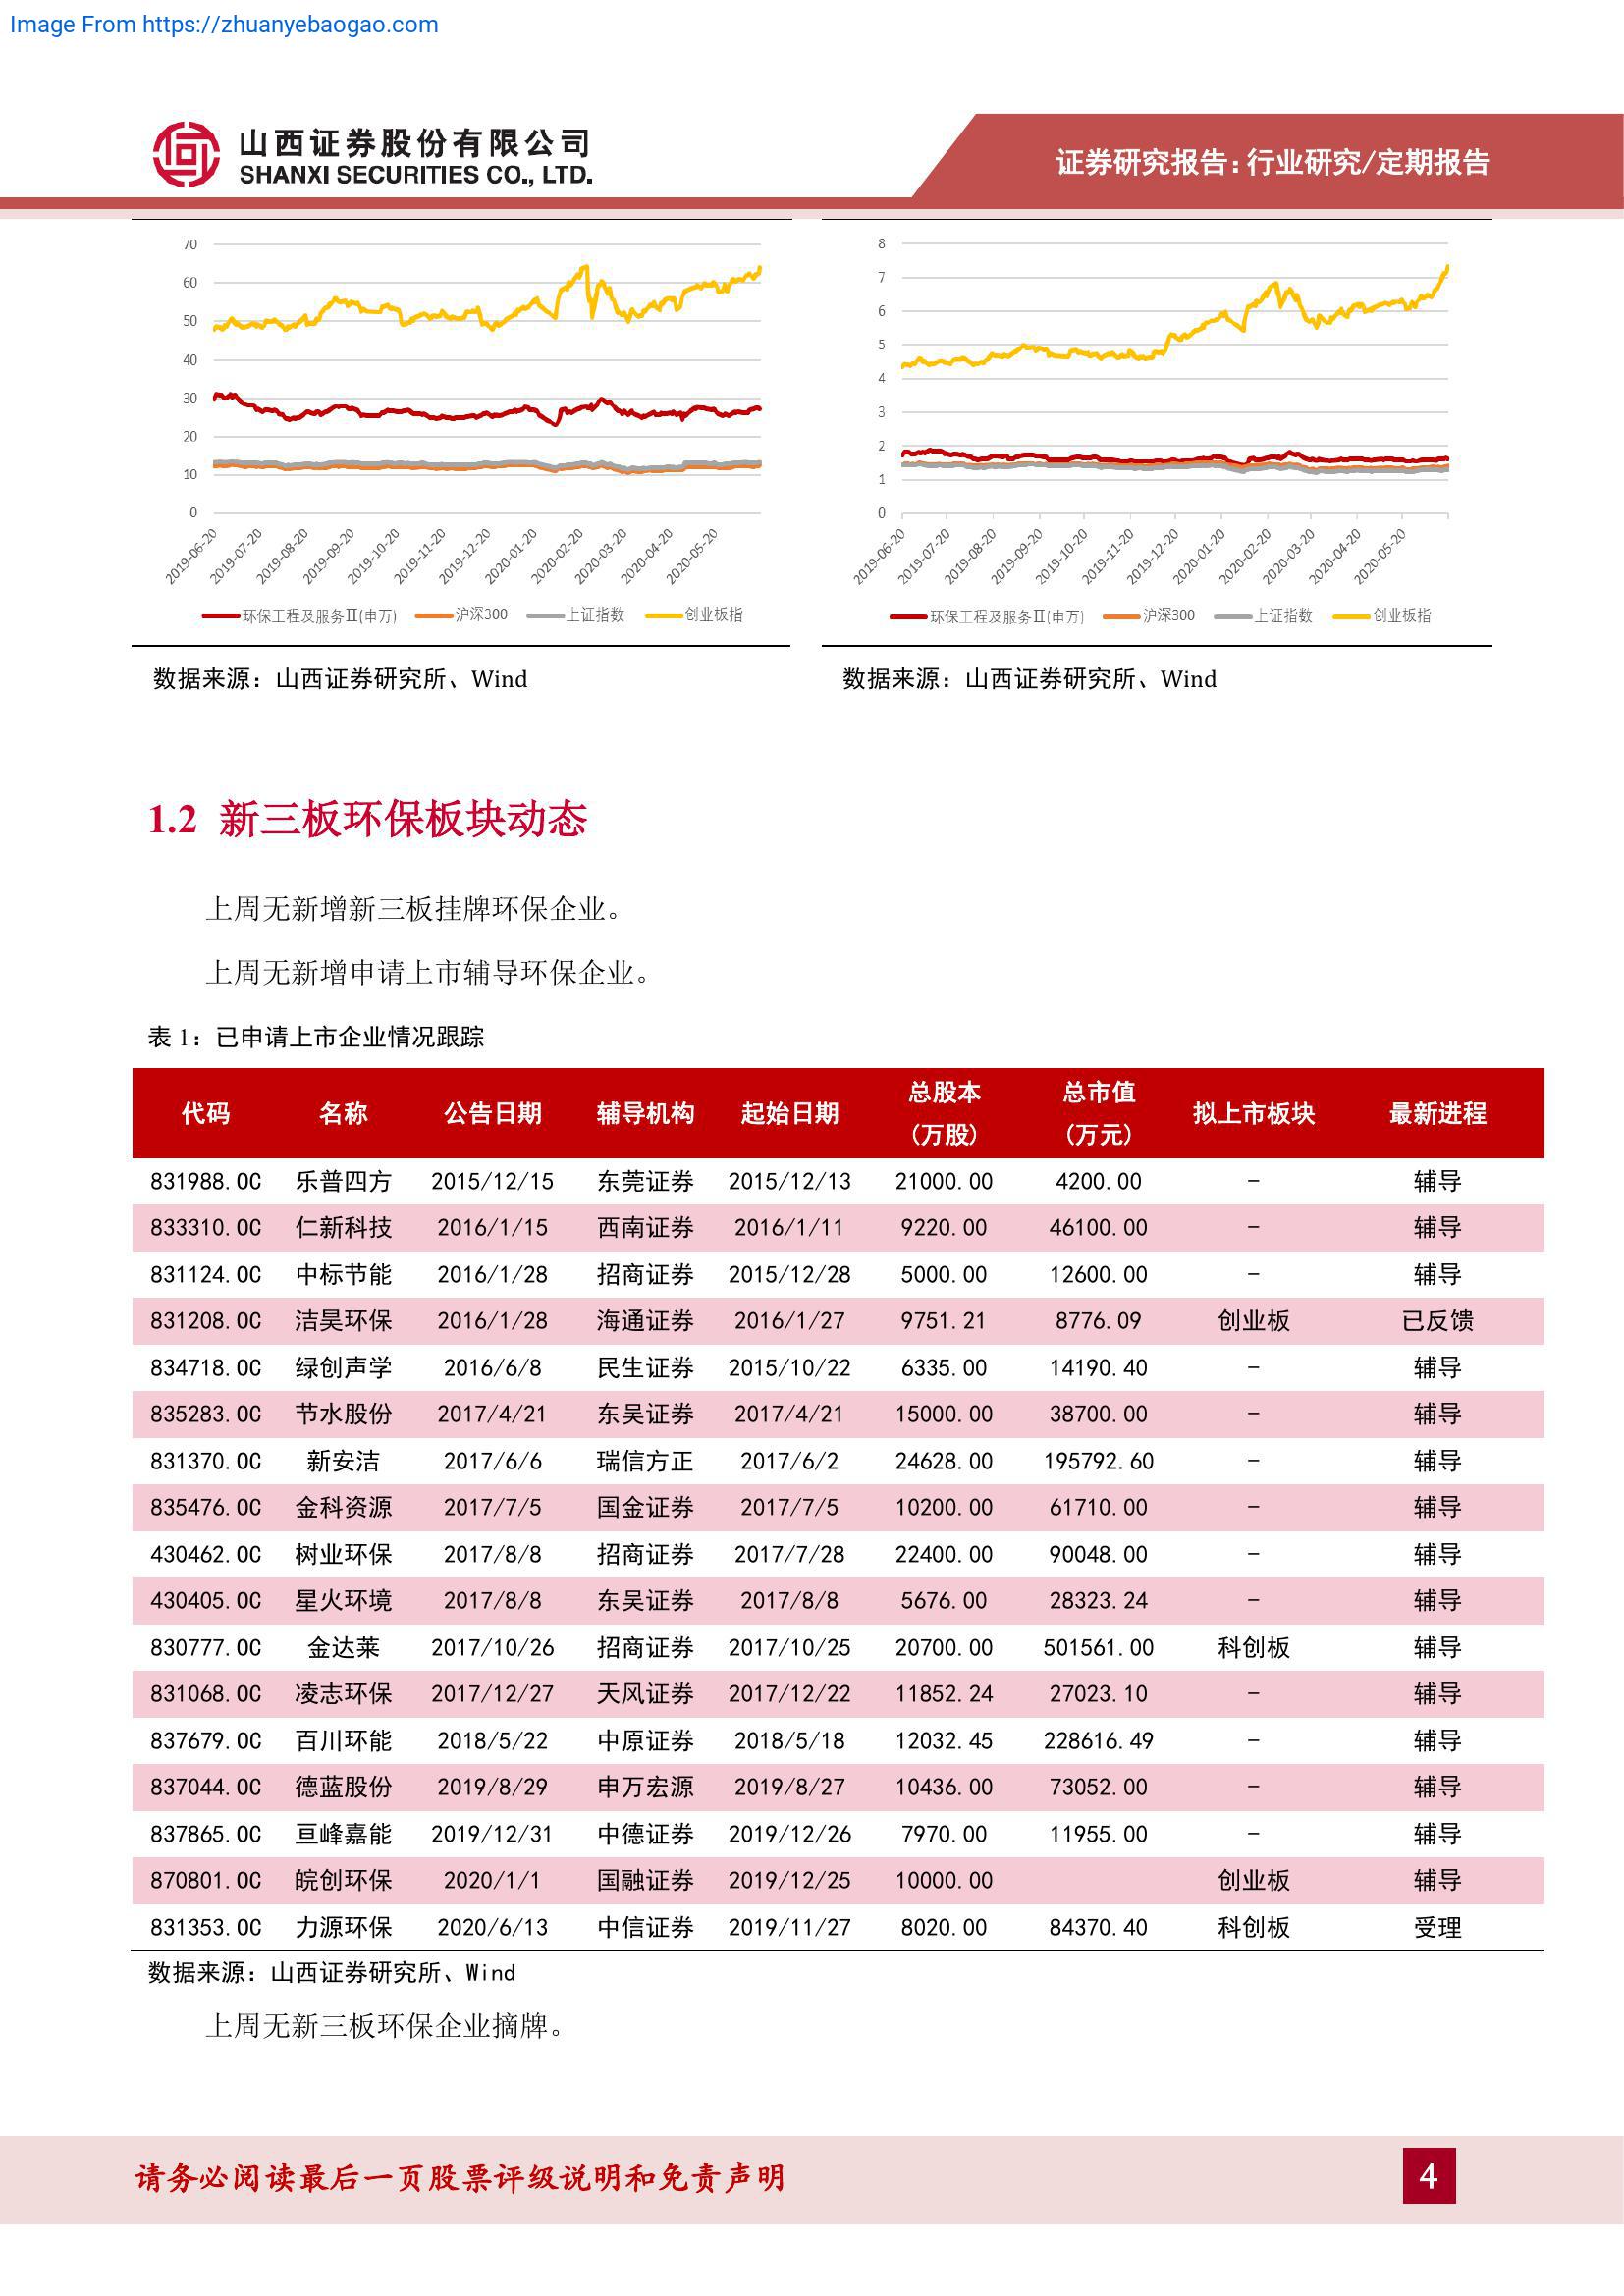 Image From https://zhuanyebaogao.com
山西证券股份有限公司
SHANXI SECURITIES CO., LTD.
证券研究报告:行业研究/定期报告
70
60
50
40
30
20
10
0
2019-06-20 2019-07-20 2019-08-20 2019-09-20 2019-10-20 2019-11-20 2019-12-20 2020-01-20 2020-02-20 2020-03-20 2020-04-20 2020-05-20
环保工程及服务Ⅱ(申万) 沪深300 上证指数 创业板指
数据来源：山西证券研究所、Wind
8
7
6
5
4
3
2
1
0
2019-06-20 2019-07-20 2019-08-20 2019-09-20 2019-10-20 2019-11-20 2019-12-20 2020-01-20 2020-02-20 2020-03-20 2020-04-20 2020-05-20
环保工程及服务Ⅱ(申万) 沪深300 上证指数 创业板指
数据来源：山西证券研究所、Wind
1.2 新三板环保板块动态
上周无新增新三板挂牌环保企业。
上周无新增申请上市辅导环保企业。
表 1：已申请上市企业情况跟踪
代码 名称 公告日期 辅导机构 起始日期 总股本(万股) 总市值(万元) 拟上市板块 最新进程
831988.OC 乐普四方 2015/12/15 东莞证券 2015/12/13 21000.00 4200.00 - 辅导
833310.OC 仁新科技 2016/1/15 西南证券 2016/1/11 9220.00 46100.00 - 辅导
831124.OC 中标节能 2016/1/28 招商证券 2015/12/28 5000.00 12600.00 - 辅导
831208.OC 洁昊环保 2016/1/28 海通证券 2016/1/27 9751.21 8776.09 创业板 已反馈
834718.OC 绿创声学 2016/6/8 民生证券 2015/10/22 6335.00 14190.40 - 辅导
835283.OC 节水股份 2017/4/21 东吴证券 2017/4/21 15000.00 38700.00 - 辅导
831370.OC 新安洁 2017/6/6 瑞信方正 2017/6/2 24628.00 195792.60 - 辅导
835476.OC 金科资源 2017/7/5 国金证券 2017/7/5 10200.00 61710.00 - 辅导
430462.OC 树业环保 2017/8/8 招商证券 2017/7/28 22400.00 90048.00 - 辅导
430405.OC 星火环境 2017/8/8 东吴证券 2017/8/8 5676.00 28323.24 - 辅导
830777.OC 金达莱 2017/10/26 招商证券 2017/10/25 20700.00 501561.00 科创板 辅导
831068.OC 凌志环保 2017/12/27 天风证券 2017/12/22 11852.24 27023.10 - 辅导
837679.OC 百川环能 2018/5/22 中原证券 2018/5/18 12032.45 228616.49 - 辅导
837044.OC 德蓝股份 2019/8/29 申万宏源 2019/8/27 10436.00 73052.00 - 辅导
837865.OC 亘峰嘉能 2019/12/31 中德证券 2019/12/26 7970.00 11955.00 - 辅导
870801.OC 皖创环保 2020/1/1 国融证券 2019/12/25 10000.00 创业板 辅导
831353.OC 力源环保 2020/6/13 中信证券 2019/11/27 8020.00 84370.40 科创板 受理
数据来源：山西证券研究所、Wind
上周无新三板环保企业摘牌。
请务必阅读最后一页股票评级说明和免责声明
4